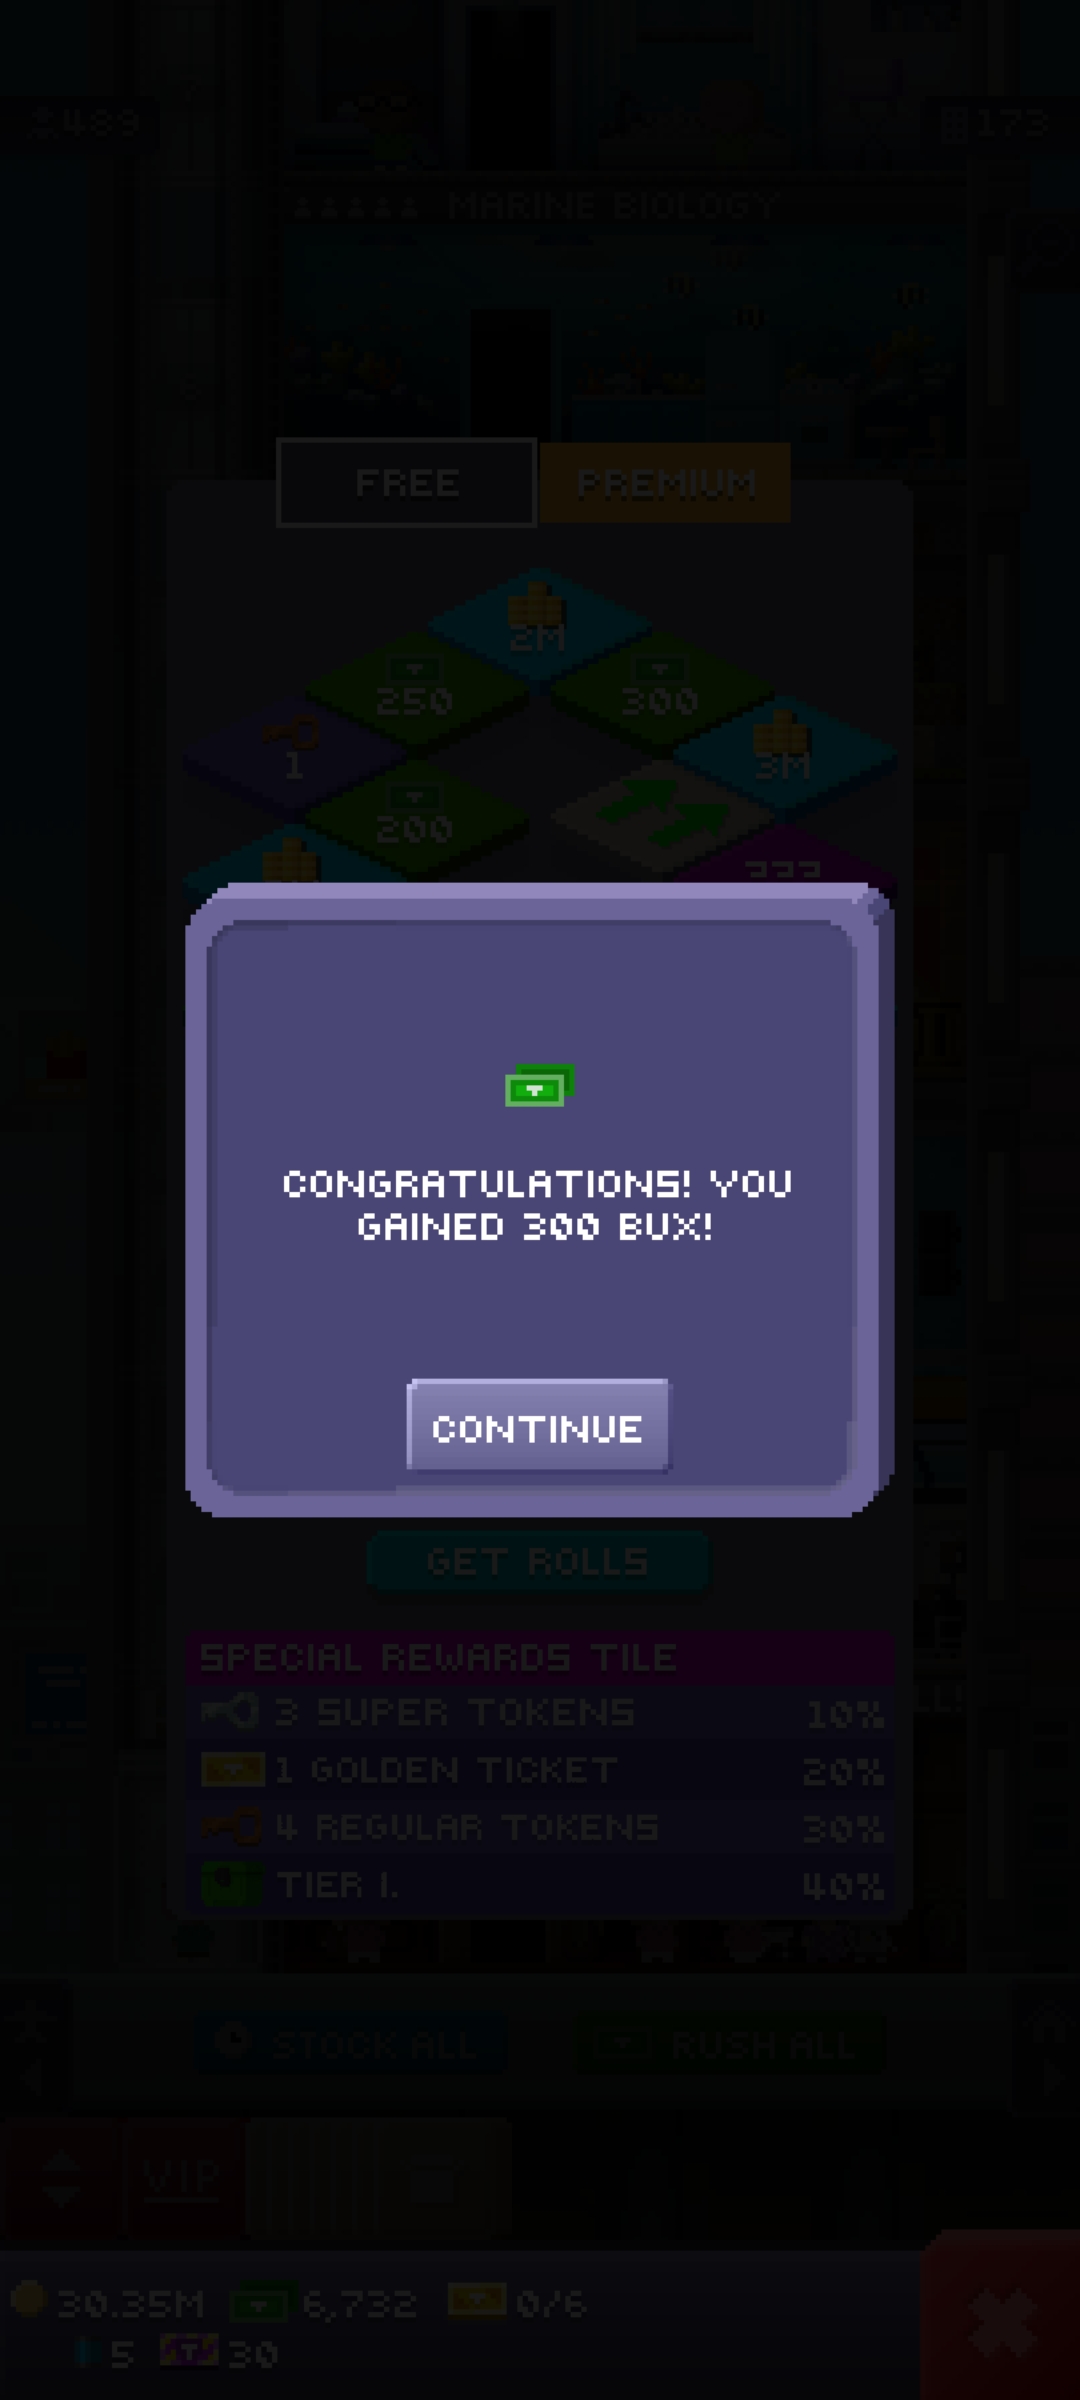 489
173
MARINE BIOLOGY
FREE
PREMIUM
2M
250
300
1
3M
200
???
CONGRATULATIONS! YOU
GAINED 300 BUX!
CONTINUE
GET ROLLS
SPECIAL REWARDS TILE
3 SUPER TOKENS 10%
1 GOLDEN TICKET 20%
4 REGULAR TOKENS 30%
TIER 1. 40%
STOCK ALL
RUSH ALL
VIP
30.35M 6,732 0/6
5 30